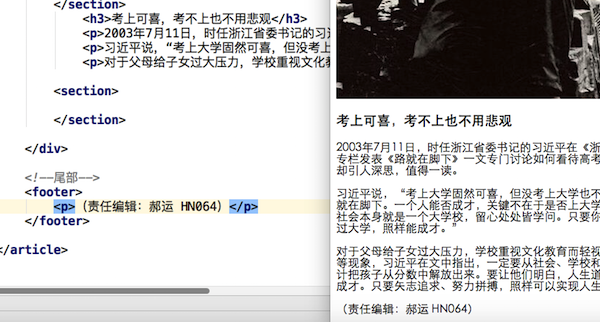 </section>
<h3>考上可喜，考不上也不用悲观</h3>
<p>2003年7月11日，时任浙江省委书记的习近
<p>习近平说，“考上大学固然可喜，但没考上
<p>对于父母给子女过大压力，学校重视文化教
<section>
</section>
</div>
<!--尾部-->
<footer>
<p>（责任编辑：郝运 HN064）</p>
</footer>
</article>
考上可喜，考不上也不用悲观
2003年7月11日，时任浙江省委书记的习近平在《浙
专栏发表《路就在脚下》一文专门讨论如何看待高考
却引人深思，值得一读。
习近平说，“考上大学固然可喜，但没考上大学也不
就在脚下。一个人能否成才，关键不在于是否上大学
社会本身就是一个大学校，留心处处皆学问。只要你
过大学，照样能成才。”
对于父母给子女过大压力，学校重视文化教育而轻视
等现象，习近平在文中指出，一定要从社会、学校和
计把孩子从分数中解放出来。要让他们明白，人生道
成才。只要矢志追求、努力拼搏，照样可以实现人生
（责任编辑：郝运 HN064）